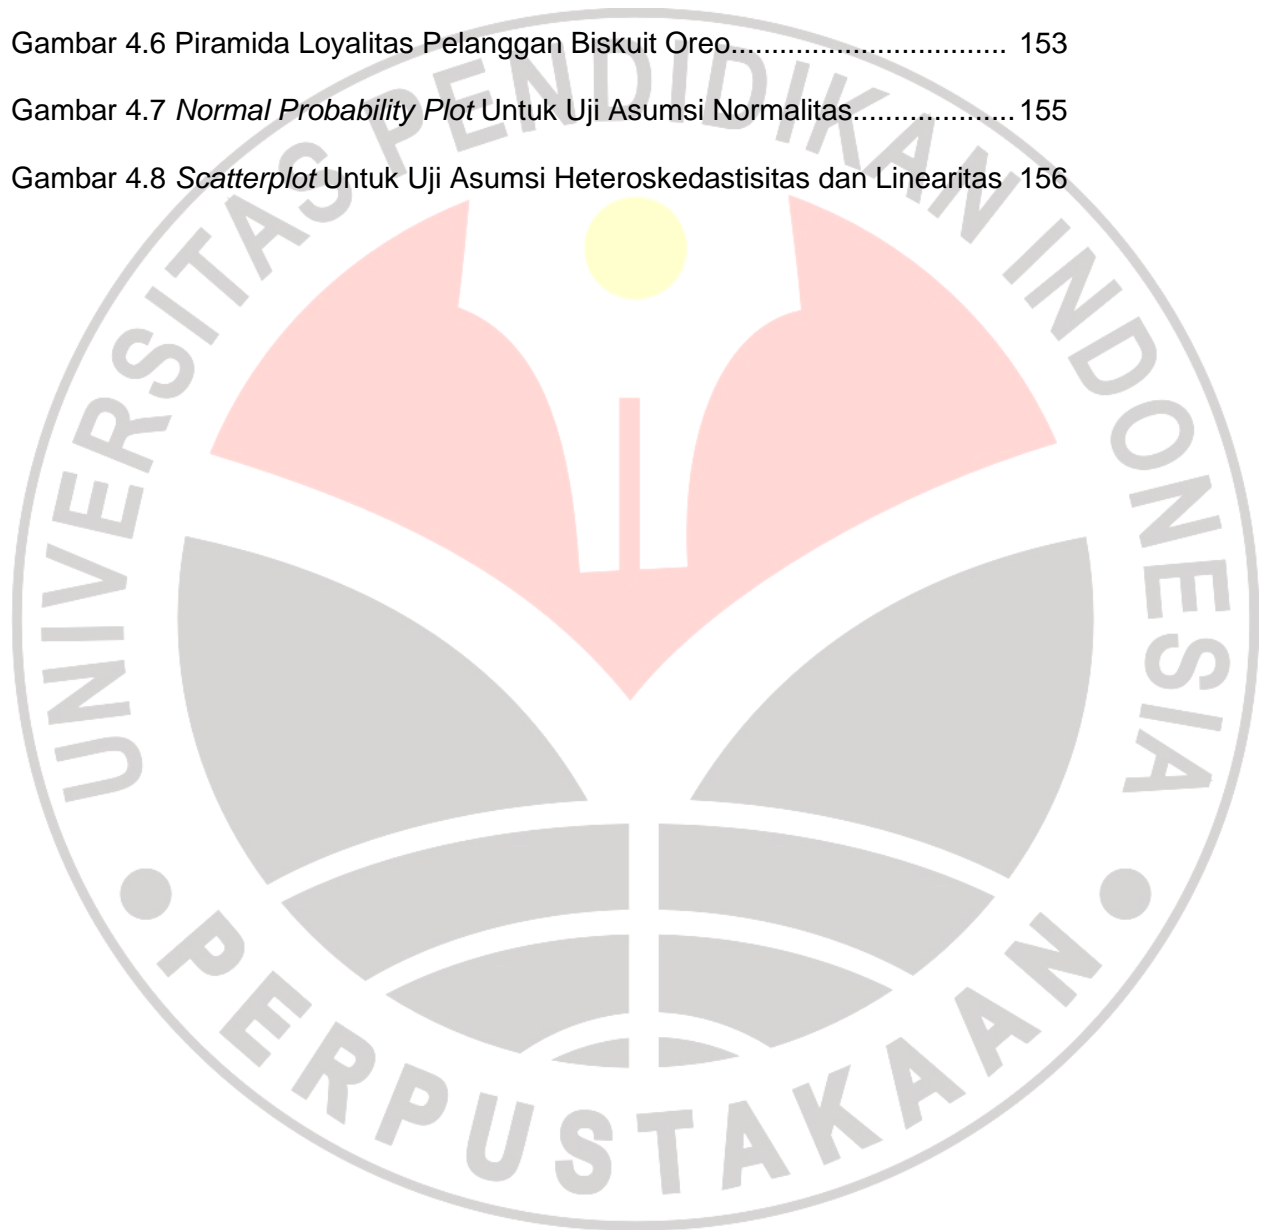 Gambar 4.6 Piramida Loyalitas Pelanggan Biskuit Oreo.................................. 153
Gambar 4.7 Normal Probability Plot Untuk Uji Asumsi Normalitas.................... 155
Gambar 4.8 Scatterplot Untuk Uji Asumsi Heteroskedastisitas dan Linearitas 156
UNIVERSITAS PENDIDIKAN INDONESIA
PERPUSTAKAAN